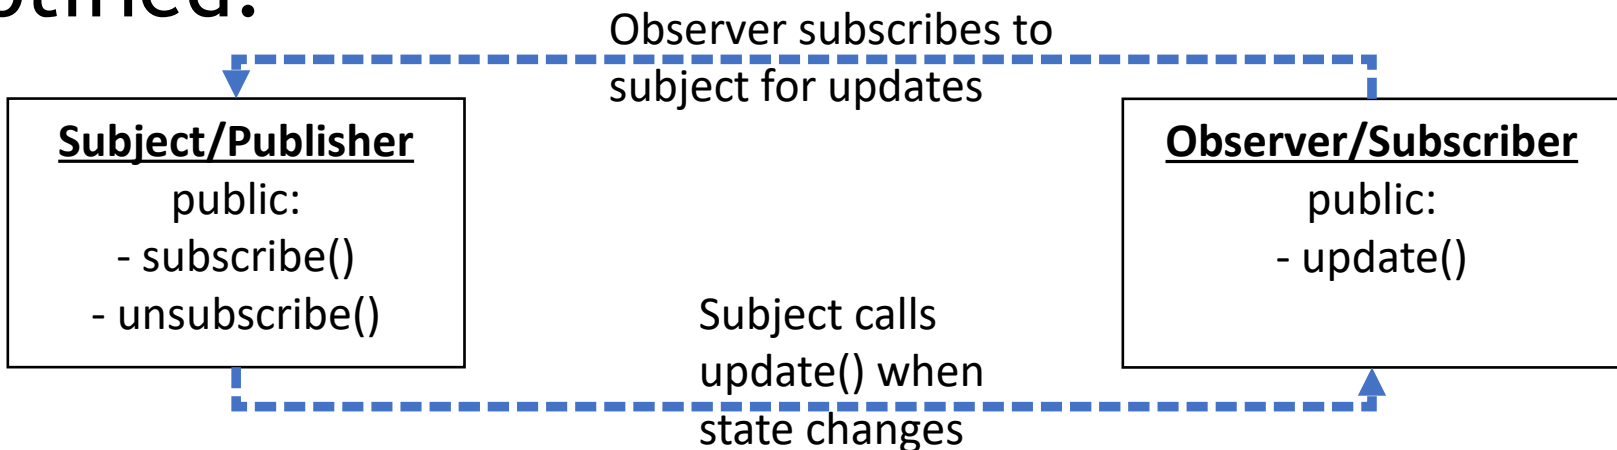 Observer subscribes to
subject for updates
Subject/Publisher
public:
- subscribe()
- unsubscribe()
Observer/Subscriber
public:
- update()
Subject calls
update() when
state changes